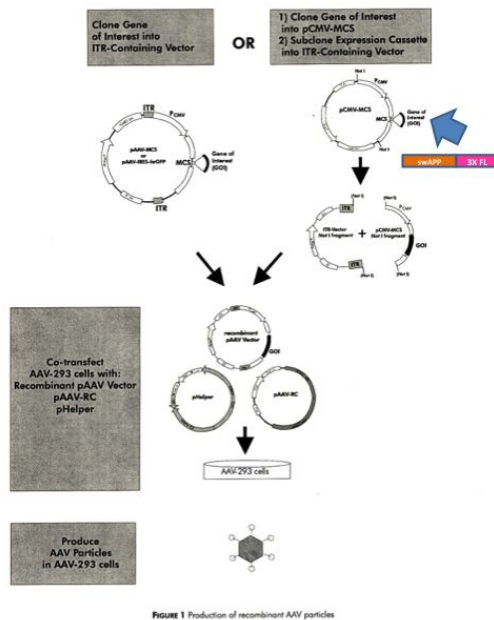 Clone Gene
of Interest into
ITR-Containing Vector
OR
1) Clone Gene of Interest
into pCMV-MCS
2) Subclone Expression Cassette
into ITR-Containing Vector
ITR
PCMV
pAAV-MCS
or
pAAV-IRES-hrGFP
MCS
Gene of
Interest
(GOI)
ITR
Not I
PCMV
pCMV-MCS
MCS
Gene of
Interest
(GOI)
Not I
swAPP
3X FL
(Not I)
ITR
(Not I)
PCMV
ITR-Vector
Not I fragment
+
pCMV-MCS
Not I fragment
GOI
ITR
(Not I)
(Not I)
Co-transfect
AAV-293 cells with:
Recombinant pAAV Vector
pAAV-RC
pHelper
recombinant
pAAV Vector
GOI
pHelper
pAAV-RC
AAV-293 cells
Produce
AAV Particles
in AAV-293 cells
FIGURE 1 Production of recombinant AAV particles